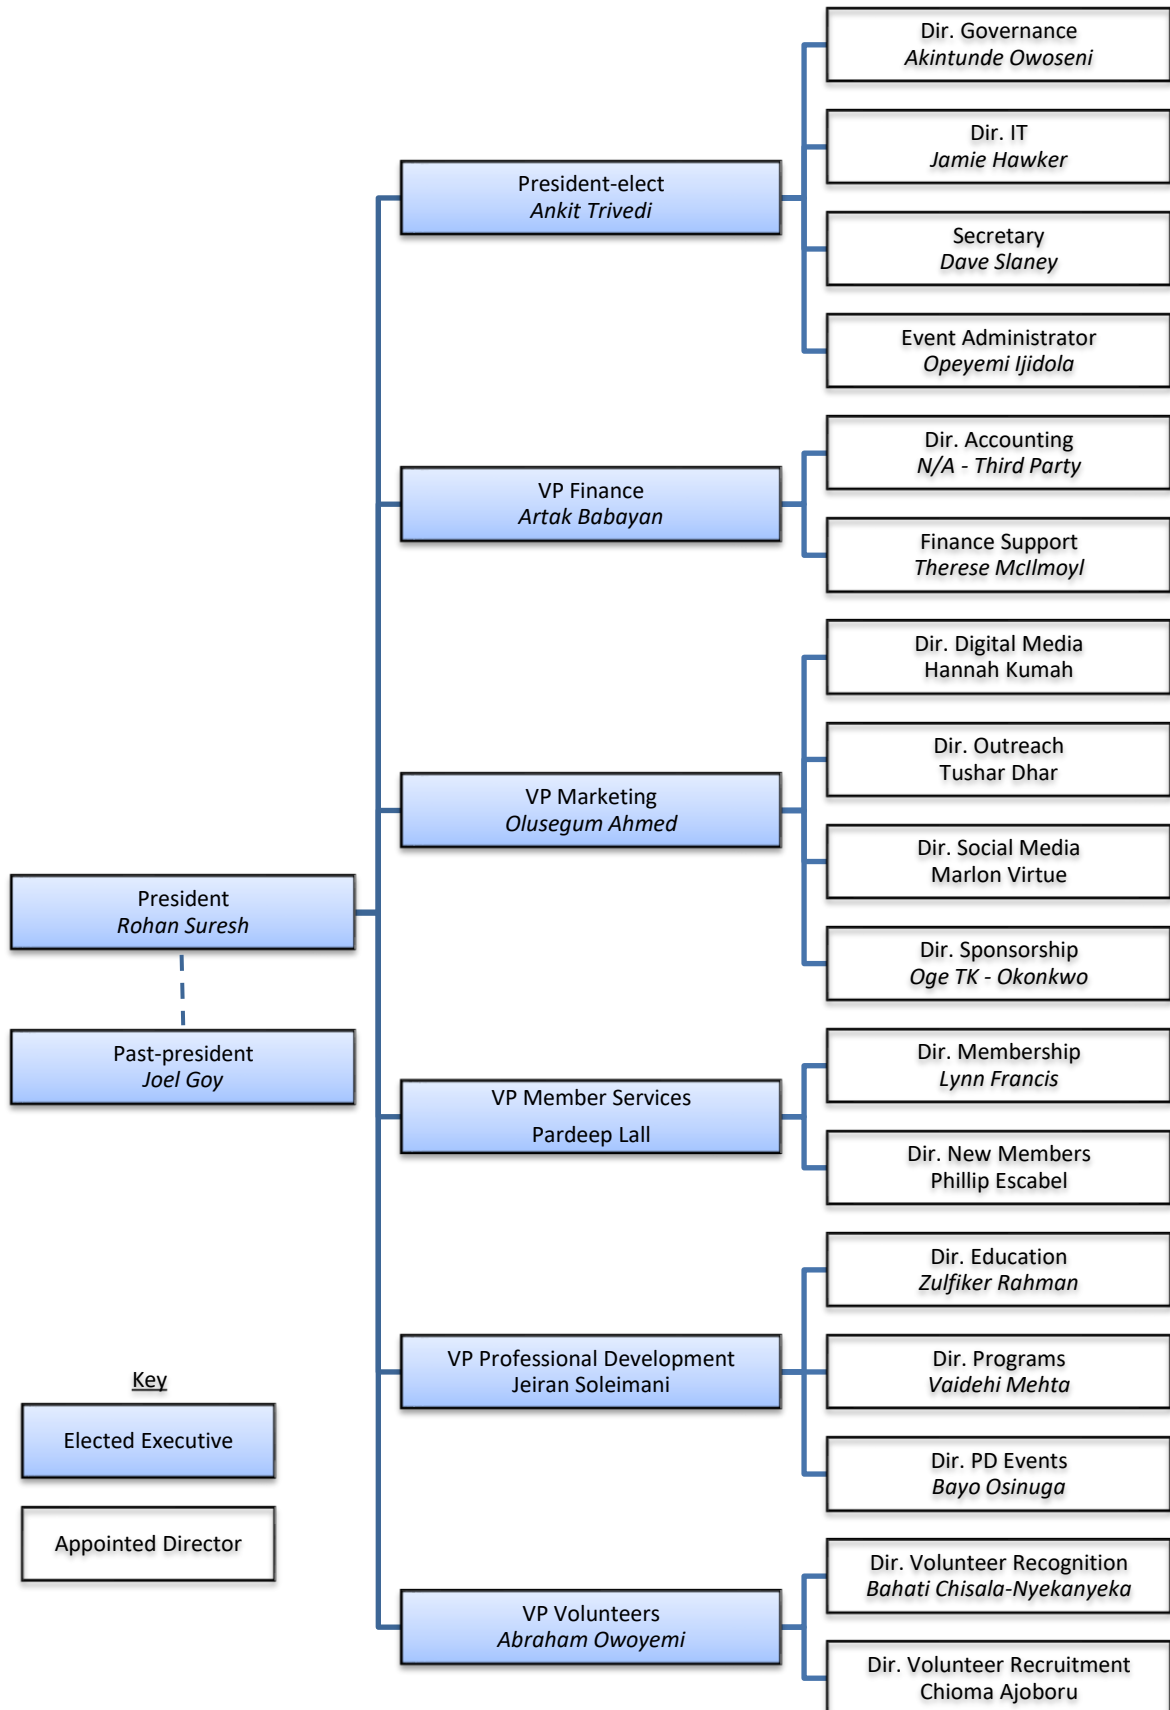 Dir. Governance
Akintunde Owoseni
Dir. IT
Jamie Hawker
President-elect
Ankit Trivedi
Secretary
Dave Slaney
Event Administrator
Opeyemi Ijidola
Dir. Accounting
N/A - Third Party
VP Finance
Artak Babayan
Finance Support
Therese McIlmoyl
Dir. Digital Media
Hannah Kumah
Dir. Outreach
Tushar Dhar
VP Marketing
Olusegum Ahmed
Dir. Social Media
Marlon Virtue
President
Rohan Suresh
Dir. Sponsorship
Oge TK - Okonkwo
Past-president
Joel Goy
Dir. Membership
Lynn Francis
VP Member Services
Pardeep Lall
Dir. New Members
Phillip Escabel
Dir. Education
Zulfiker Rahman
VP Professional Development
Jeiran Soleimani
Dir. Programs
Vaidehi Mehta
Key
Elected Executive
Dir. PD Events
Bayo Osinuga
Appointed Director
Dir. Volunteer Recognition
Bahati Chisala-Nyekanyeka
VP Volunteers
Abraham Owoyemi
Dir. Volunteer Recruitment
Chioma Ajoboru